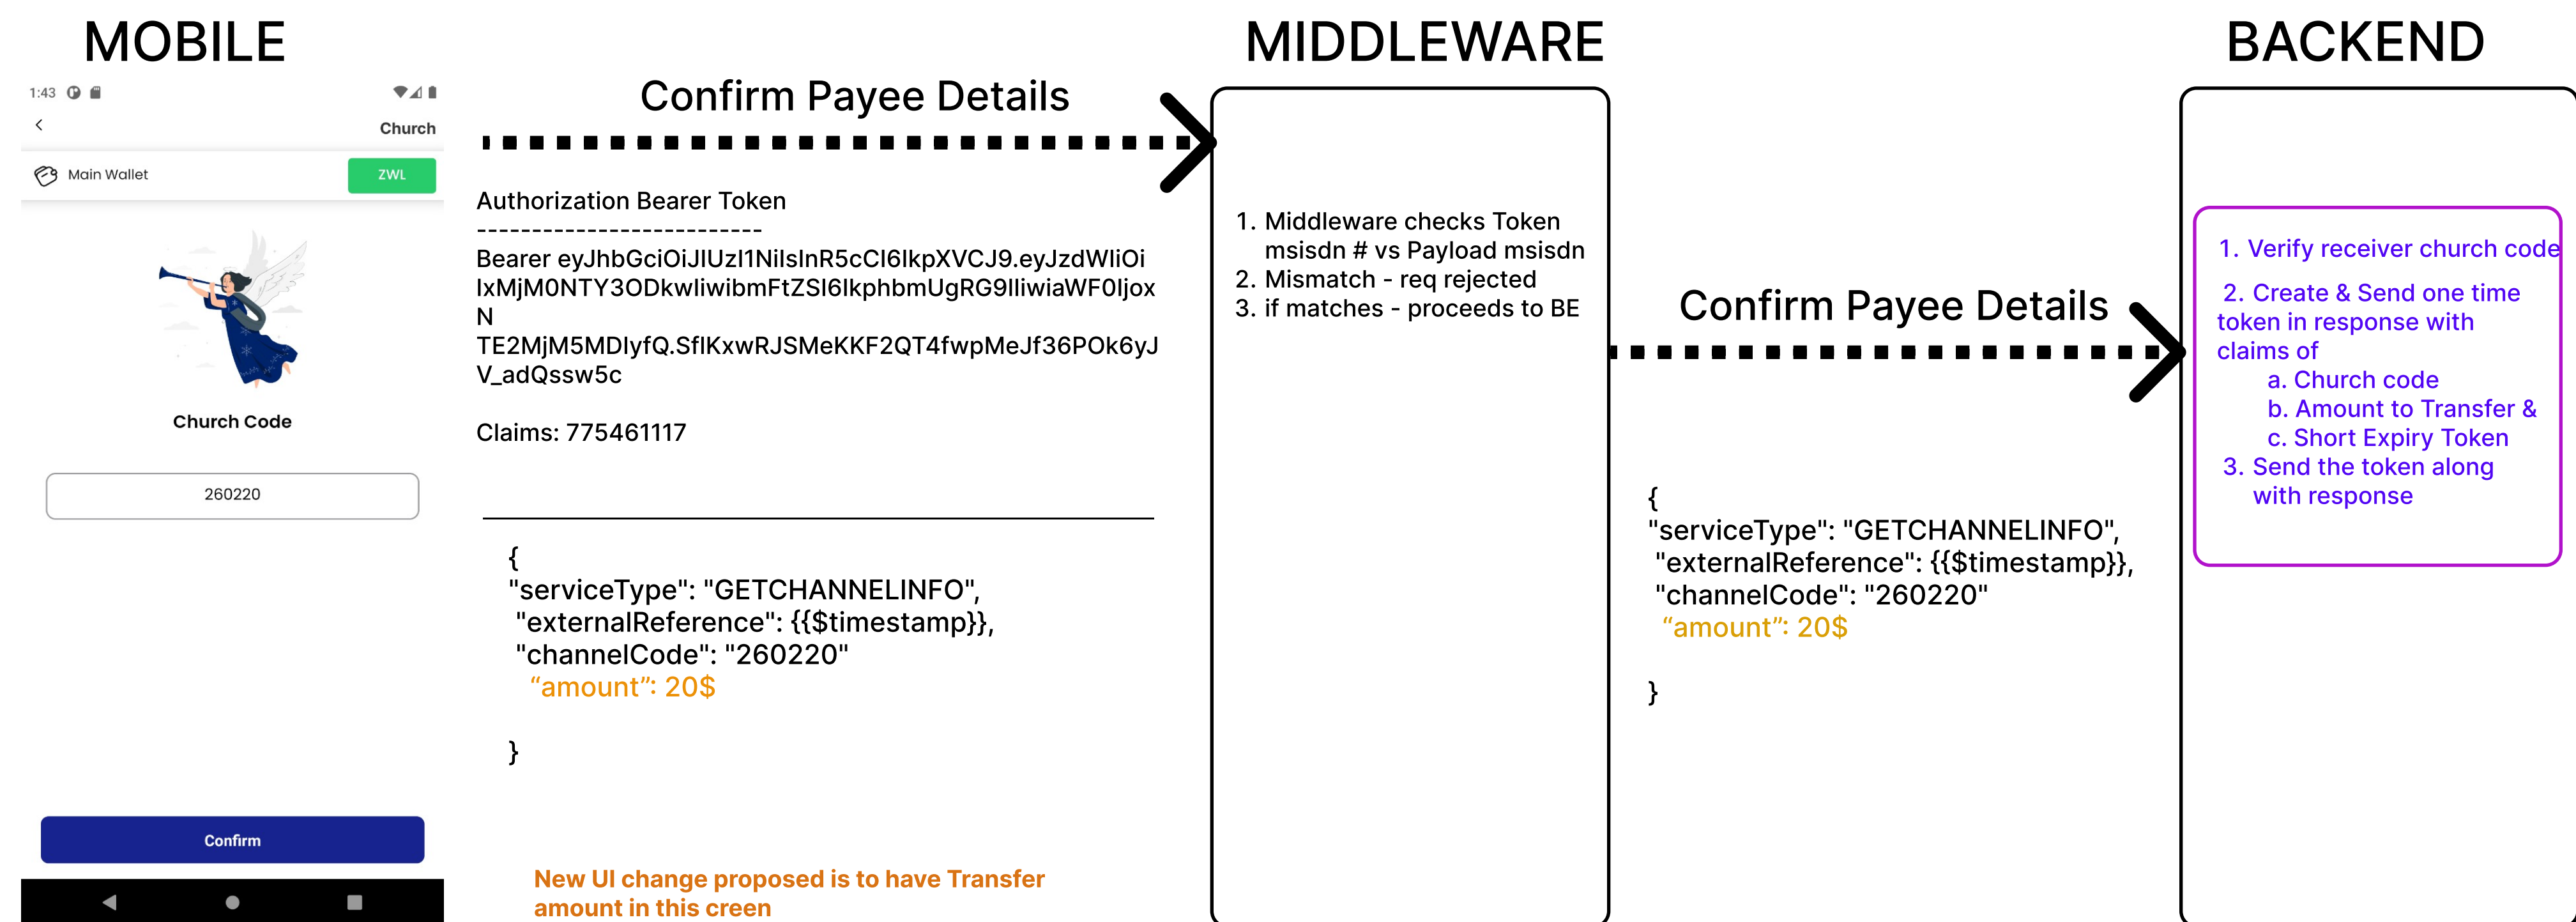 MOBILE
1:43
Church
Main Wallet
ZWL
Church Code
260220
Confirm
Confirm Payee Details
Authorization Bearer Token
--------------------------
Bearer eyJhbGciOiJIUzI1NiIsInR5cCI6IkpXVCJ9.eyJzdWIiOi
IxMjM0NTY3ODkwIiwibmFtZSI6IkphbmUgRG9lIiwiaWF0Ijox
N
TE2MjM5MDIyfQ.SflKxwRJSMeKKF2QT4fwpMeJf36POk6yJ
V_adQssw5c
Claims: 775461117
{
"serviceType": "GETCHANNELINFO",
"externalReference": {{$timestamp}},
"channelCode": "260220"
“amount”: 20$
}
New UI change proposed is to have Transfer
amount in this creen
MIDDLEWARE
1. Middleware checks Token
msisdn # vs Payload msisdn
2. Mismatch - req rejected
3. if matches - proceeds to BE
Confirm Payee Details
{
"serviceType": "GETCHANNELINFO",
"externalReference": {{$timestamp}},
"channelCode": "260220"
“amount”: 20$
}
BACKEND
1. Verify receiver church code
2. Create & Send one time
token in response with
claims of
a. Church code
b. Amount to Transfer &
c. Short Expiry Token
3. Send the token along
with response